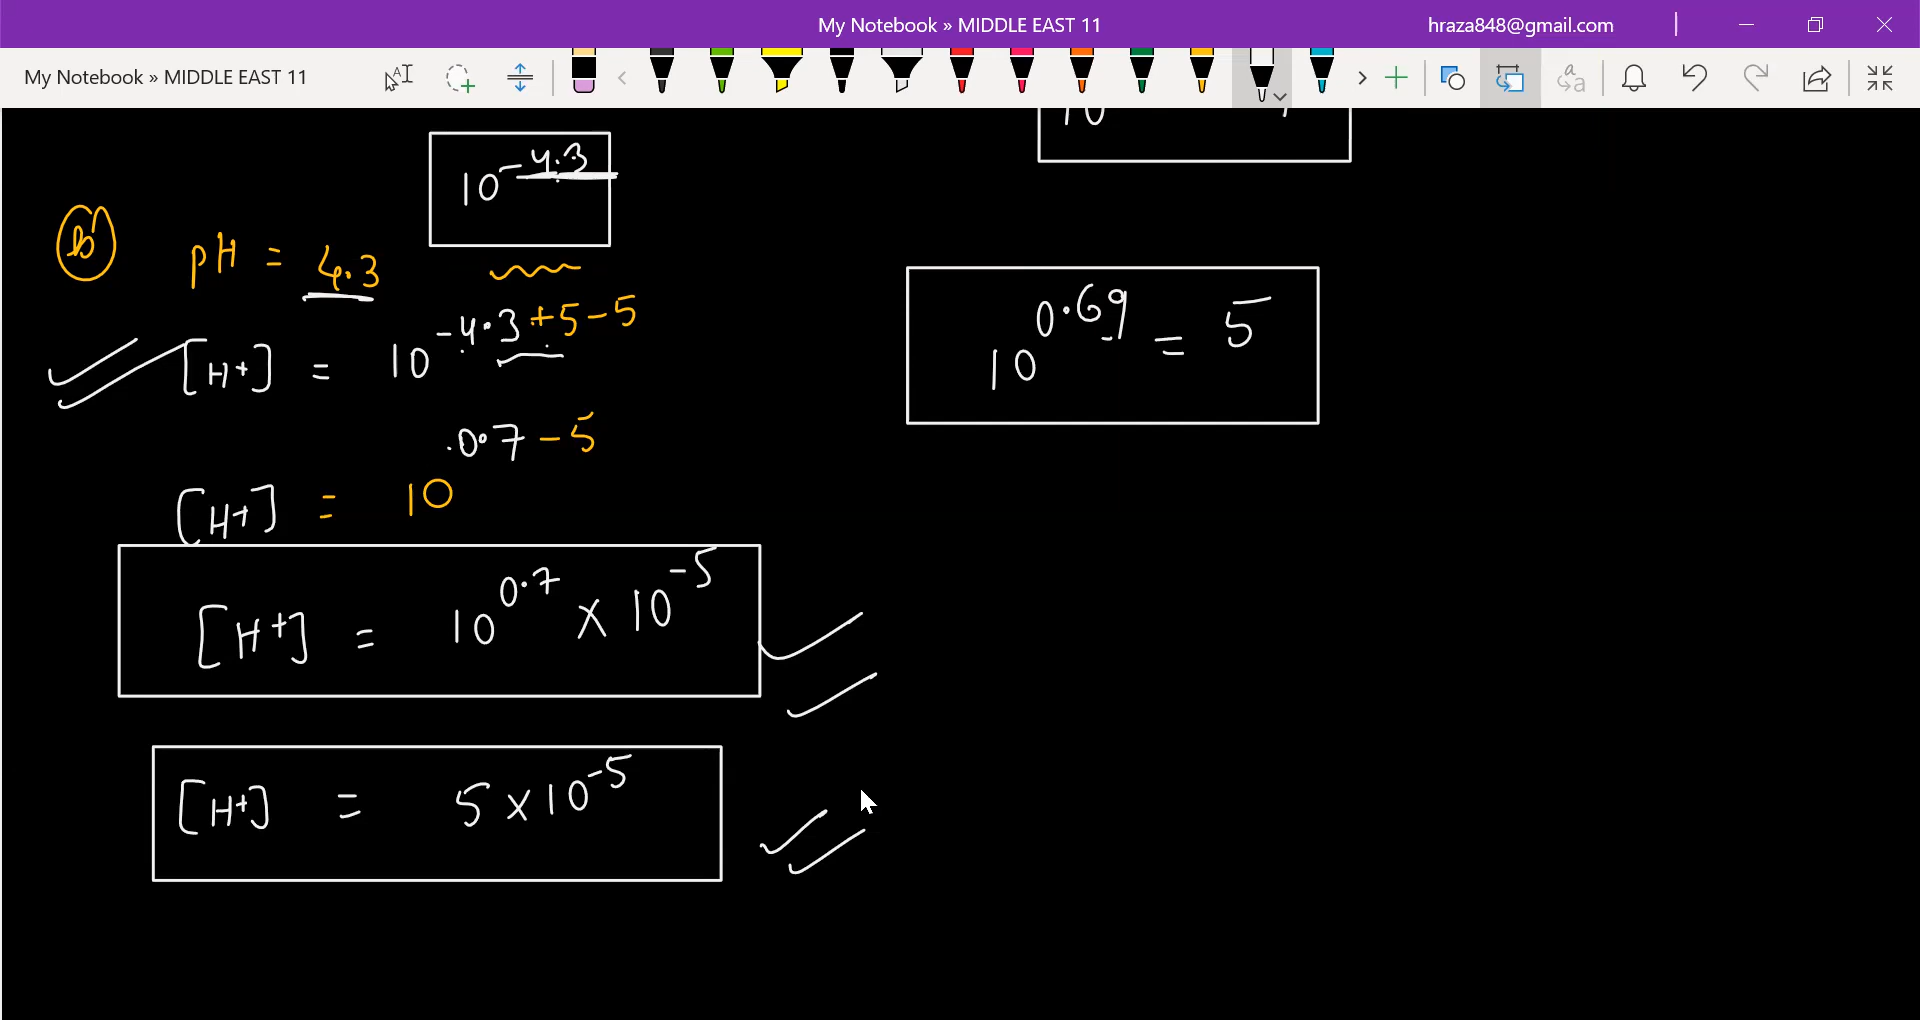 My Notebook » MIDDLE EAST 11
hraza848@gmail.com
My Notebook » MIDDLE EAST 11
10
10^-4.3
b
pH = 4.3
[H+] = 10^-4.3+5-5
10^0.69 = 5
[H+] = 10^0.7-5
[H+] = 10^0.7 x 10^-5
[H+] = 5 x 10^-5